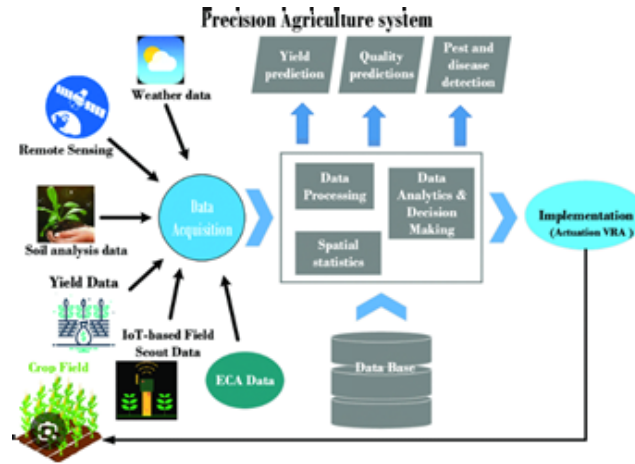 Precision Agriculture system
Weather data
Remote Sensing
Soil analysis data
Yield Data
IoT-based Field
Scout Data
ECA Data
Crop Field
Data
Acquisition
Yield
prediction
Quality
predictions
Pest and
disease
detection
Data
Processing
Data
Analytics &
Decision
Making
Spatial
statistics
Data Base
Implementation
(Actuation VRA )